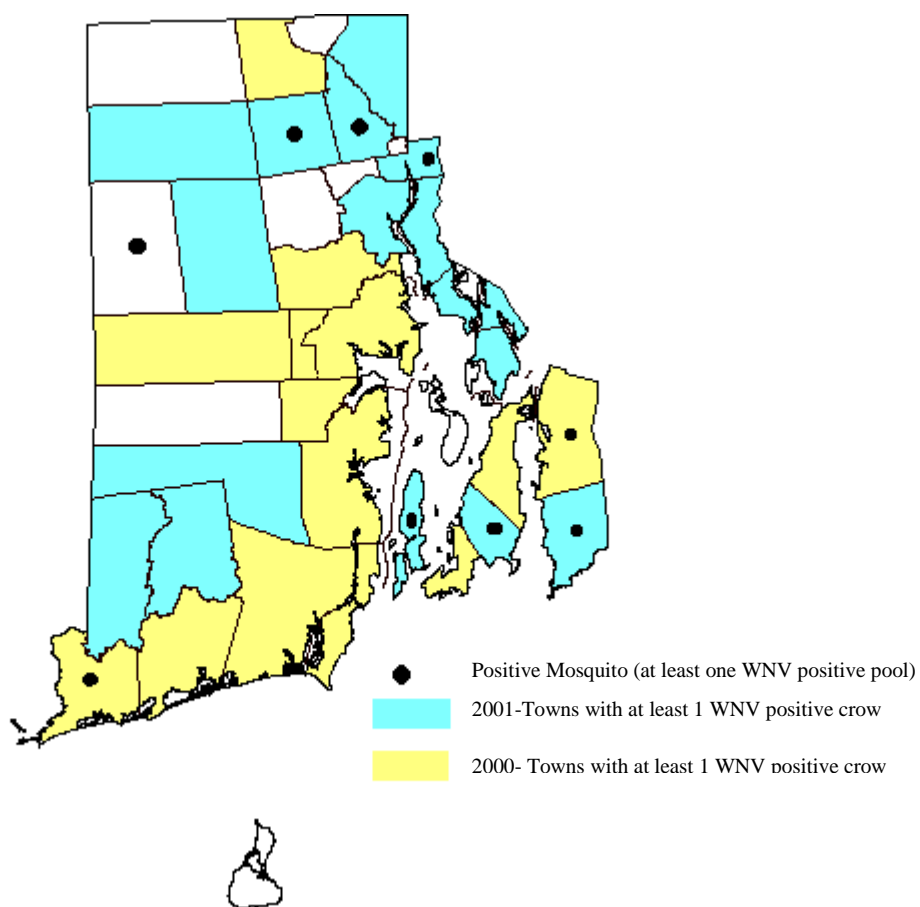 Positive Mosquito (at least one WNV positive pool)
2001-Towns with at least 1 WNV positive crow
2000- Towns with at least 1 WNV positive crow